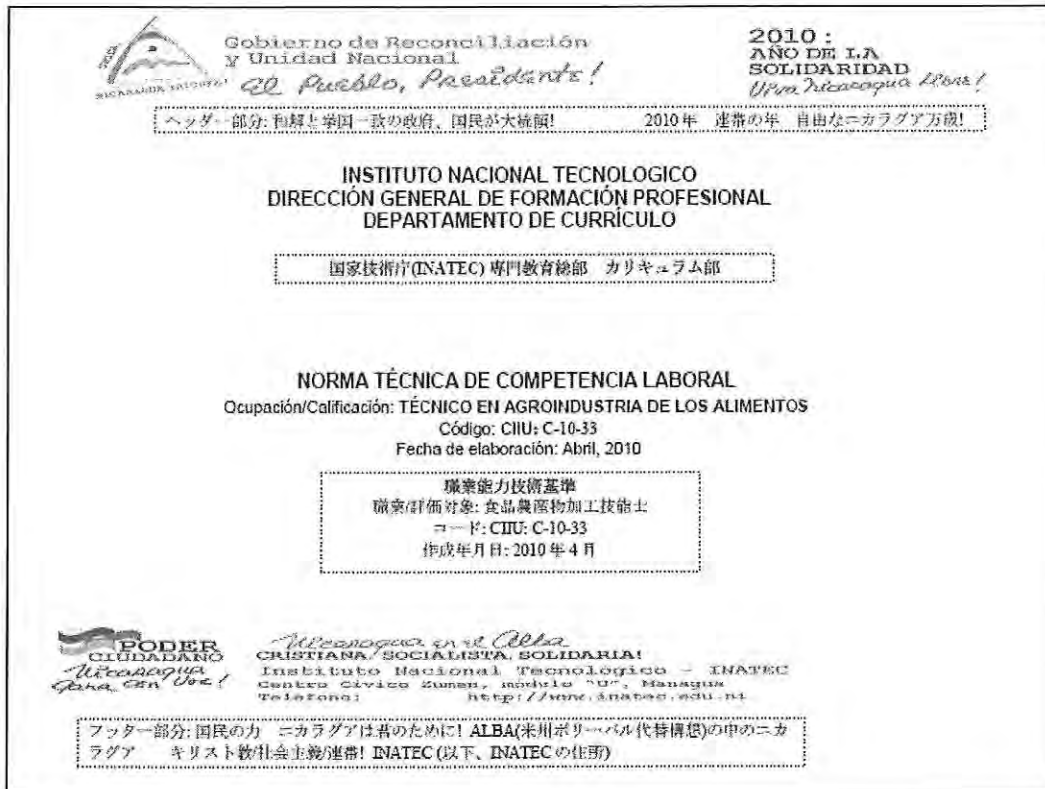 Gobierno de Reconciliación
y Unidad Nacional
El Pueblo, Presidente!
2010:
AÑO DE LA
SOLIDARIDAD
Viva Nicaragua Libre!
ヘッダー部分: 和解と挙国一致の政府、国民が大統領! 2010年 連帯の年 自由なニカラグア万歳!
INSTITUTO NACIONAL TECNOLOGICO
DIRECCIÓN GENERAL DE FORMACIÓN PROFESIONAL
DEPARTAMENTO DE CURRÍCULO
国家技術庁(INATEC) 専門教育総部 カリキュラム部
NORMA TÉCNICA DE COMPETENCIA LABORAL
Ocupación/Calificación: TÉCNICO EN AGROINDUSTRIA DE LOS ALIMENTOS
Código: CIIU: C-10-33
Fecha de elaboración: Abril, 2010
職業能力技術基準
職業/評価対象: 食品農産物加工技能士
コード: CIIU: C-10-33
作成年月日: 2010年4月
PODER
CIUDADANO
Nicaragua
Nicaragua en el Alba
CRISTIANA, SOCIALISTA, SOLIDARIA!
Instituto Nacional Tecnológico - INATEC
Centro Cívico Zumen, módulo "U", Managua
Teléfono: http://www.inatec.edu.ni
フッター部分: 国民の力 ニカラグアは君のために! ALBA(米州ボリーバル代替構想)の中のニカ
ラグア キリスト教/社会主義/連帯! INATEC (以下、INATECの住所)